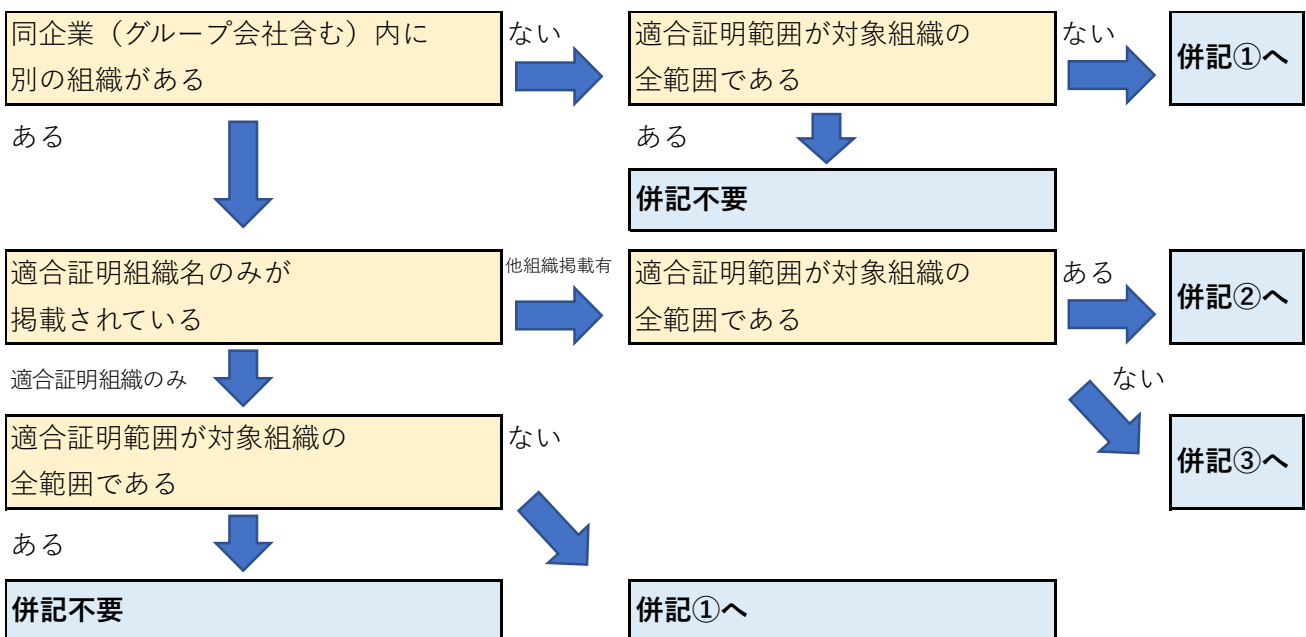 同企業（グループ会社含む）内に
別の組織がある
ない
適合証明範囲が対象組織の
全範囲である
ない
併記①へ
ある
ある
併記不要
適合証明組織名のみが
掲載されている
他組織掲載有
適合証明範囲が対象組織の
全範囲である
ある
併記②へ
適合証明組織のみ
ない
適合証明範囲が対象組織の
全範囲である
ない
併記③へ
ある
併記不要
併記①へ